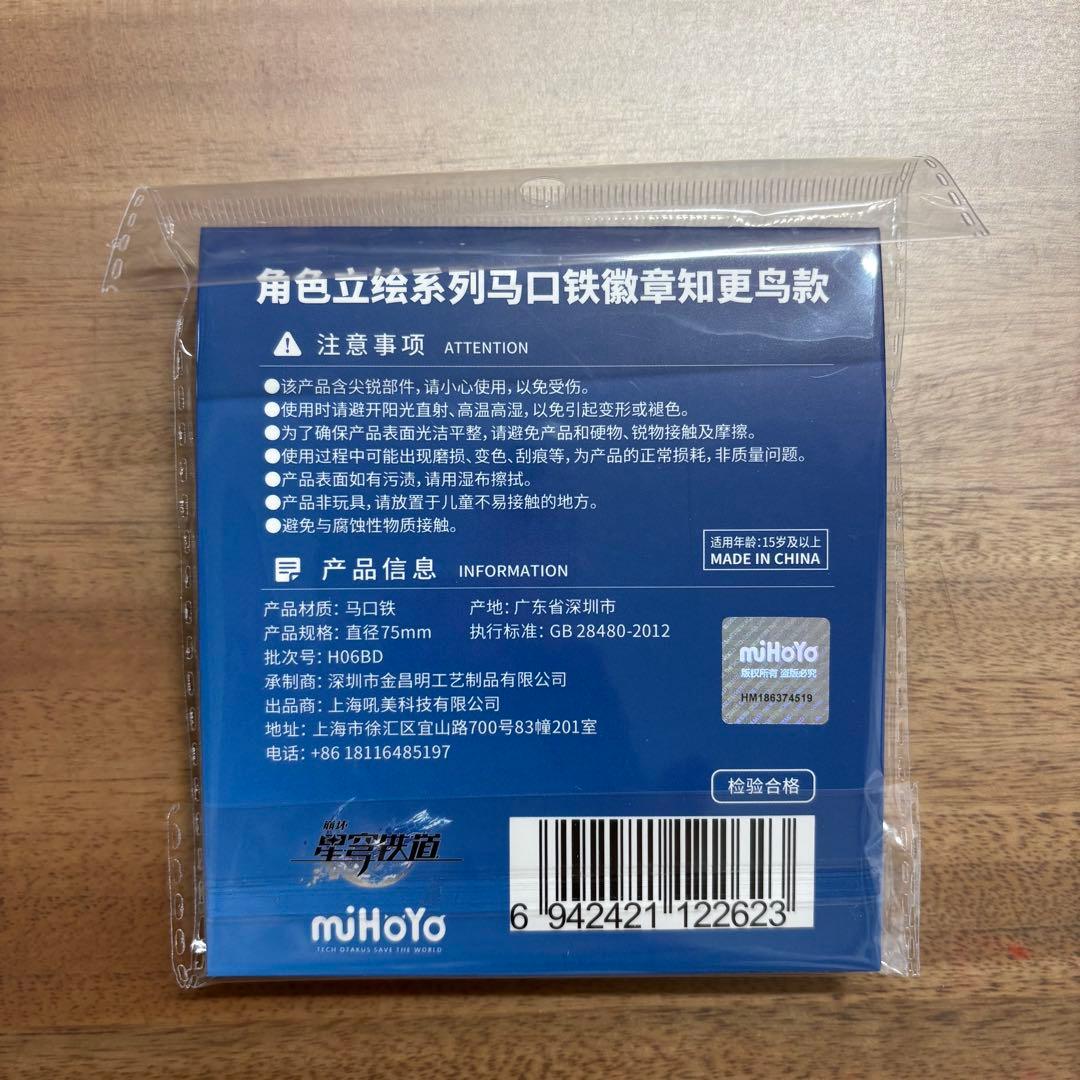 角色立绘系列马口铁徽章知更鸟款
注意事项 ATTENTION
●该产品含尖锐部件,请小心使用,以免受伤。
●使用时请避开阳光直射、高温高湿,以免引起变形或褪色。
●为了确保产品表面光洁平整,请避免产品和硬物、锐物接触及摩擦。
●使用过程中可能出现磨损、变色、刮痕等,为产品的正常损耗,非质量问题。
●产品表面如有污渍,请用湿布擦拭。
●产品非玩具,请放置于儿童不易接触的地方。
●避免与腐蚀性物质接触。
适用年龄:15岁及以上
MADE IN CHINA
产品信息 INFORMATION
产品材质:马口铁 产地:广东省深圳市
产品规格:直径75mm 执行标准:GB 28480-2012
批次号:H06BD
承制商:深圳市金昌明工艺制品有限公司
出品商:上海吼美科技有限公司
地址:上海市徐汇区宜山路700号83幢201室
电话:+86 18116485197
miHoYo
版权所有 盗版必究
HM186374519
检验合格
崩坏
星穹铁道
miHoYo
TECH OTAKUS SAVE THE WORLD
6 942421 122623